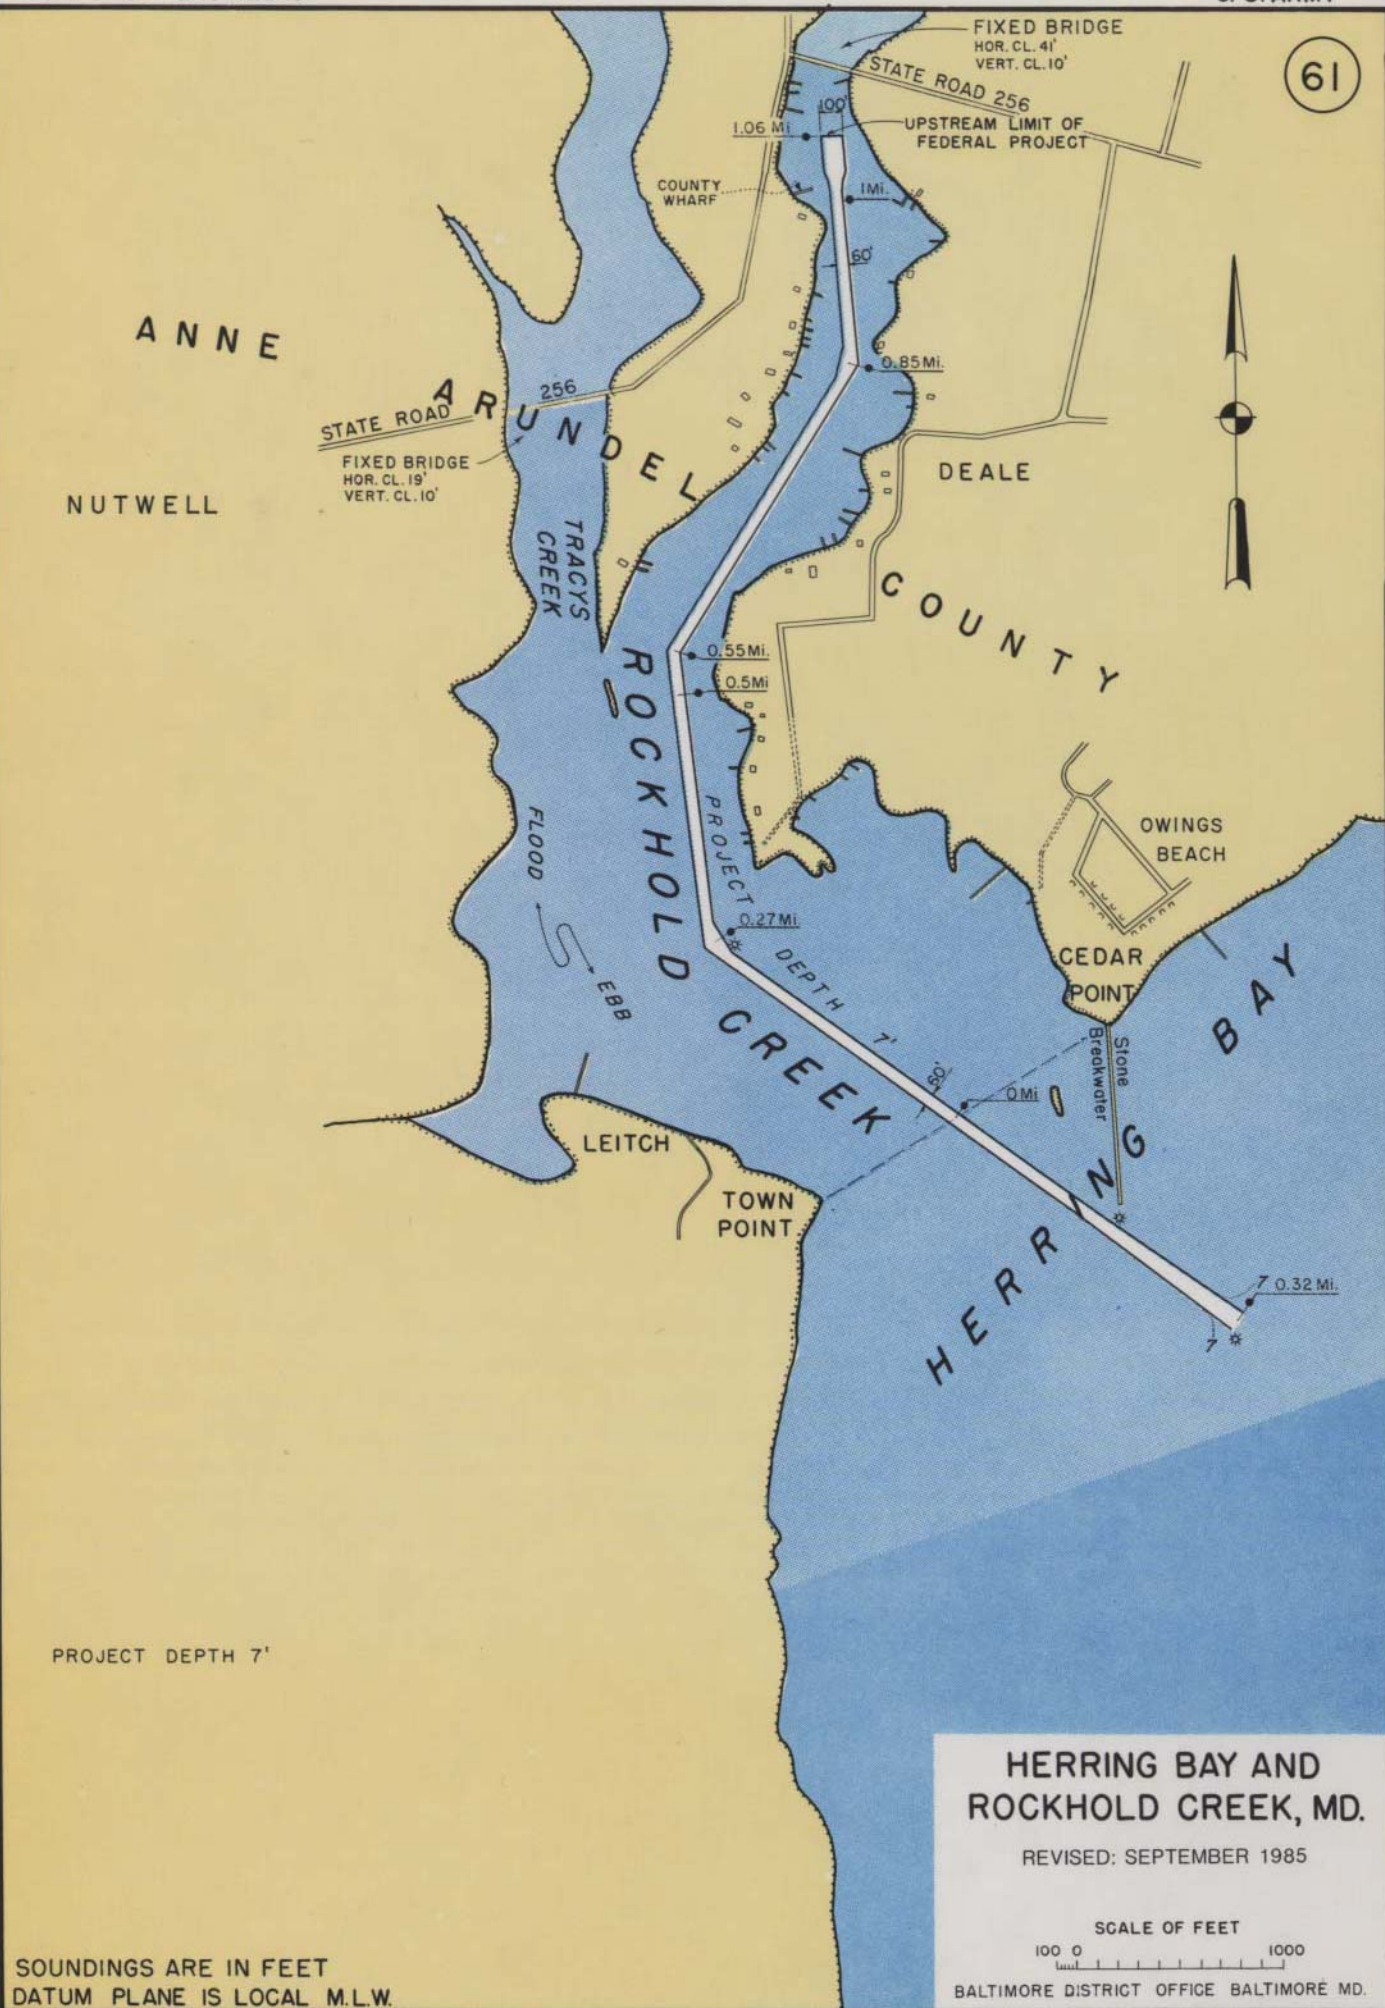 FIXED BRIDGE
HOR. CL. 41'
VERT. CL. 10'
61
STATE ROAD 256
100'
1.06 Mi
UPSTREAM LIMIT OF
FEDERAL PROJECT
COUNTY
WHARF
1Mi.
60'
ANNE
ARUNDEL
COUNTY
0.85Mi.
STATE ROAD 256
FIXED BRIDGE
HOR. CL. 19'
VERT. CL. 10'
DEALE
NUTWELL
TRACYS
CREEK
0.55Mi.
0.5Mi
ROCKHOLD CREEK
PROJECT DEPTH 7'
OWINGS
BEACH
FLOOD
EBB
0.27Mi.
CEDAR
POINT
HERRING BAY
Stone
Breakwater
60'
0 Mi
LEITCH
TOWN
POINT
7 0.32 Mi.
7
PROJECT DEPTH 7'
HERRING BAY AND
ROCKHOLD CREEK, MD.
REVISED: SEPTEMBER 1985
SCALE OF FEET
100 0 1000
BALTIMORE DISTRICT OFFICE BALTIMORE MD.
SOUNDINGS ARE IN FEET
DATUM PLANE IS LOCAL M.L.W.